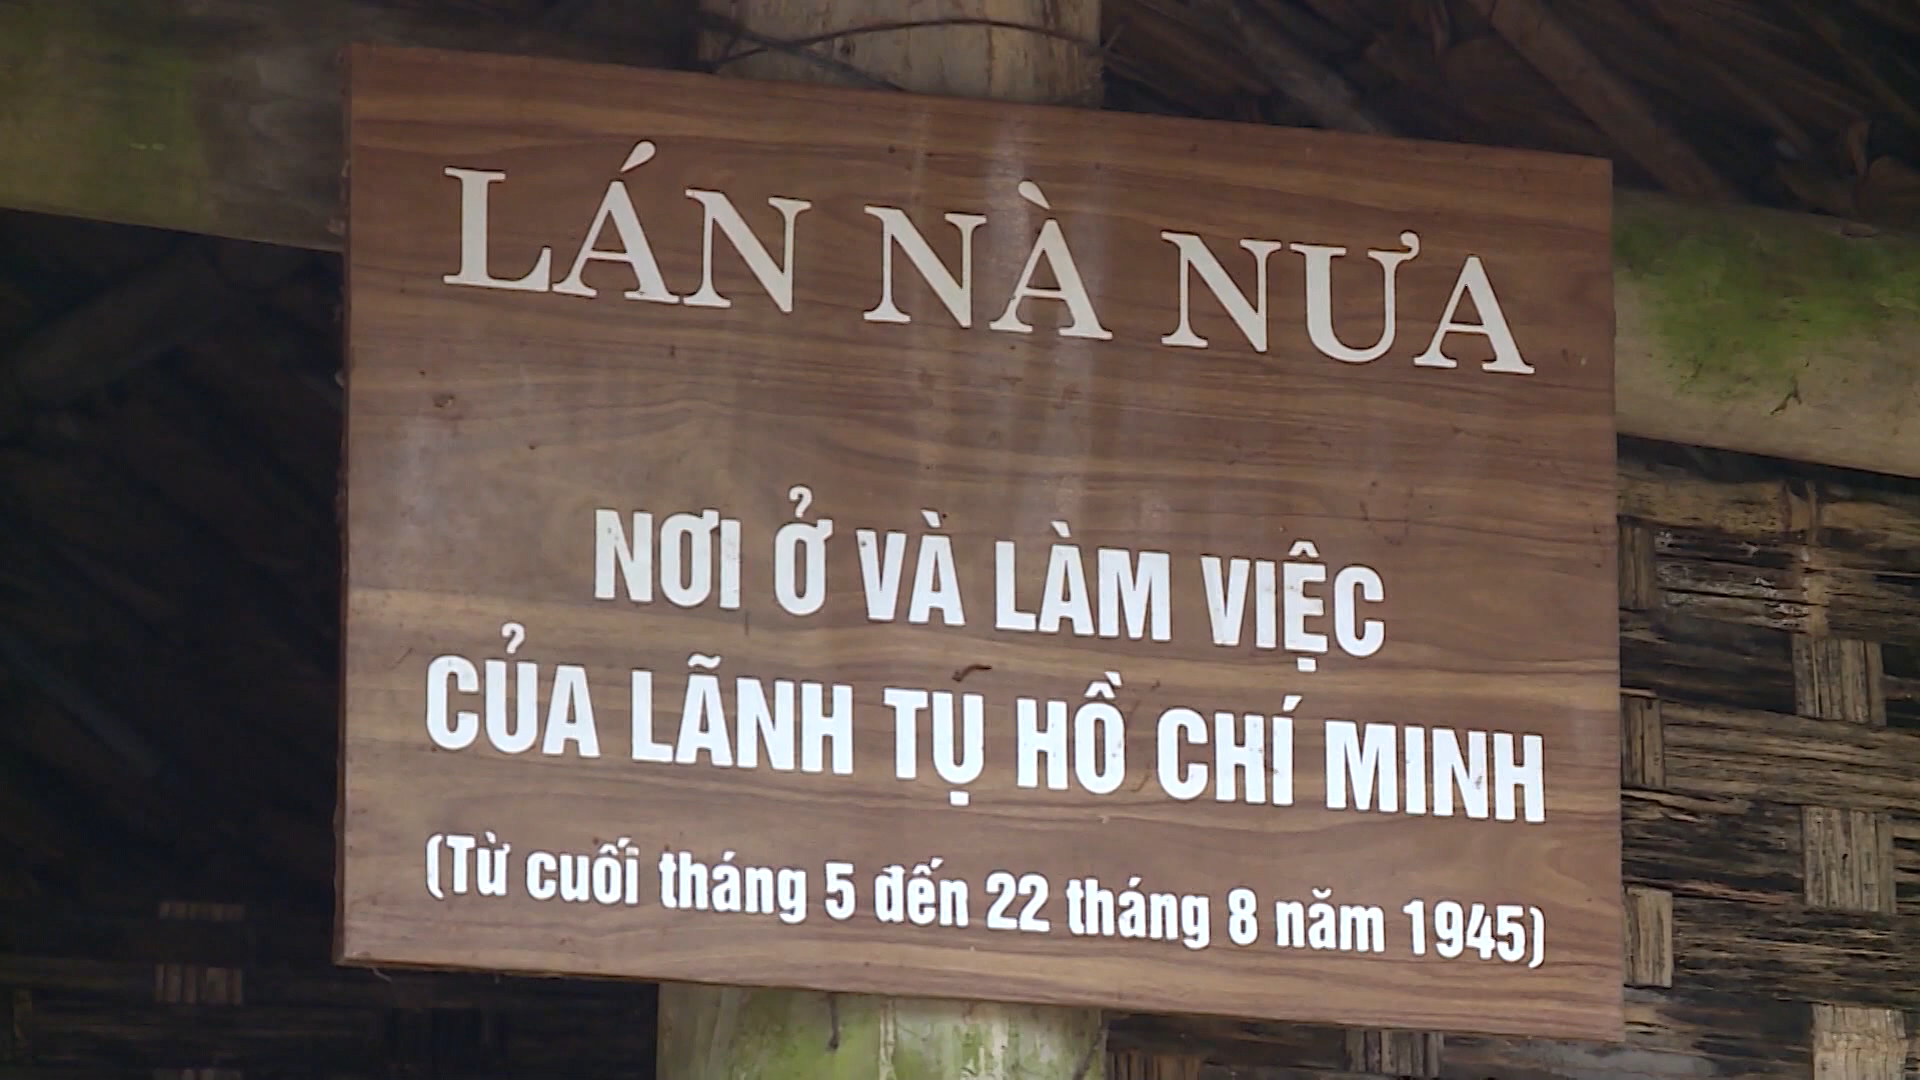 LÁN NÀ NƯA
NƠI Ở VÀ LÀM VIỆC
CỦA LÃNH TỤ HỒ CHÍ MINH
(Từ cuối tháng 5 đến 22 tháng 8 năm 1945)